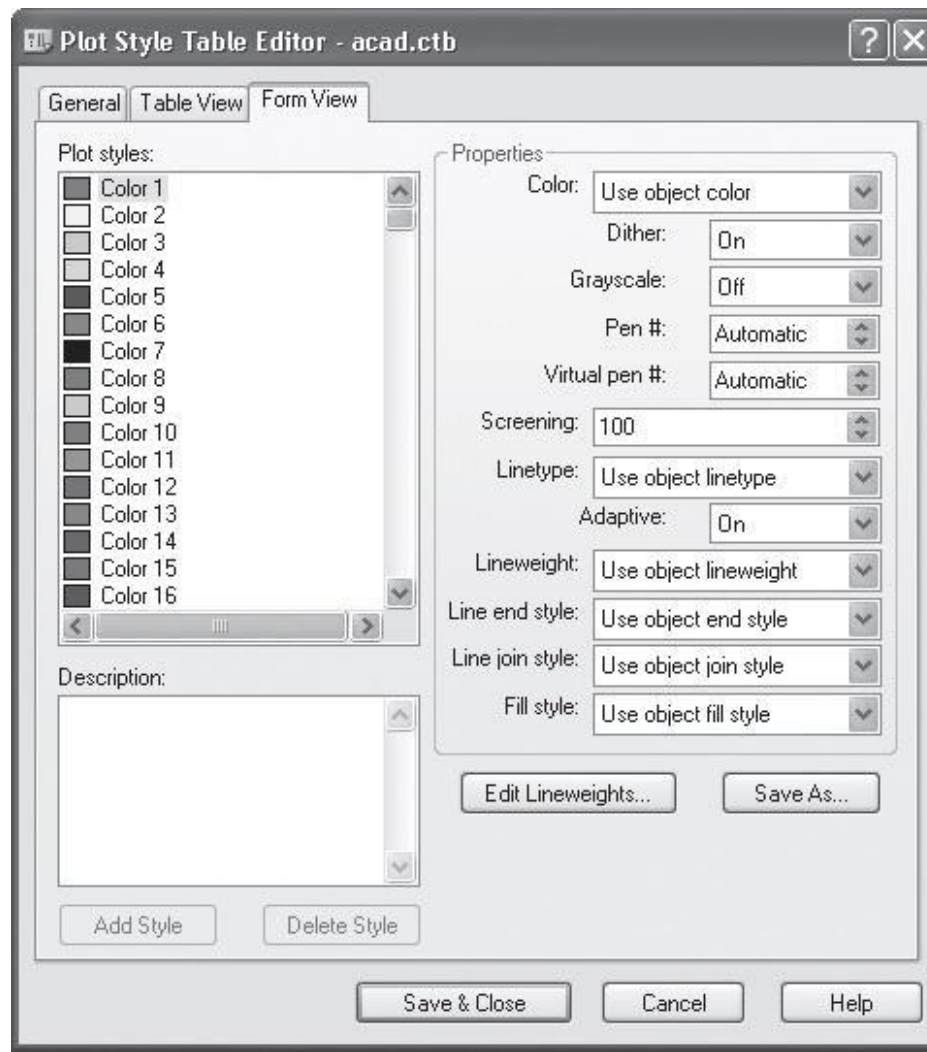 Plot Style Table Editor - acad.ctb
General
Table View
Form View
Plot styles:
Color 1
Color 2
Color 3
Color 4
Color 5
Color 6
Color 7
Color 8
Color 9
Color 10
Color 11
Color 12
Color 13
Color 14
Color 15
Color 16
Description:
Add Style
Delete Style
Properties
Color: Use object color
Dither: On
Grayscale: Off
Pen #: Automatic
Virtual pen #: Automatic
Screening: 100
Linetype: Use object linetype
Adaptive: On
Lineweight: Use object lineweight
Line end style: Use object end style
Line join style: Use object join style
Fill style: Use object fill style
Edit Lineweights...
Save As...
Save & Close
Cancel
Help